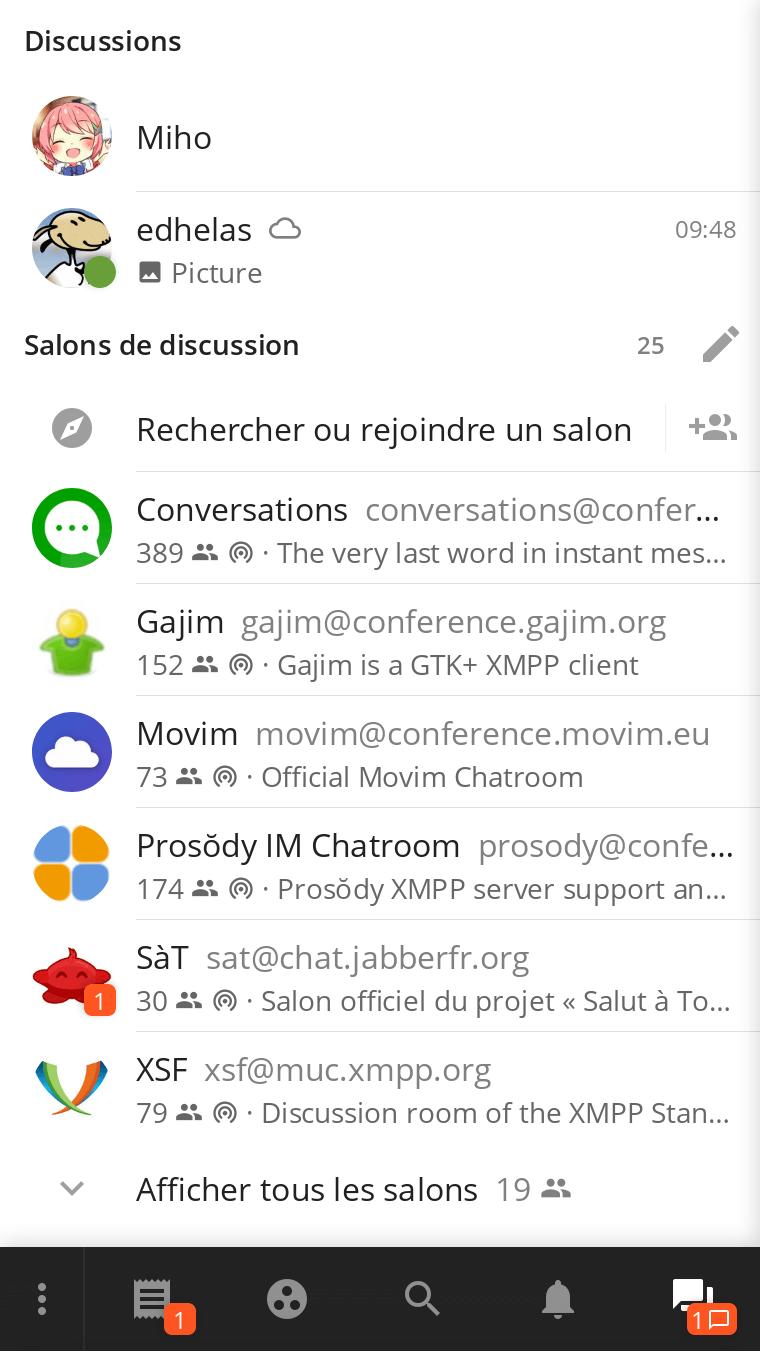 Discussions
Miho
edhelas 09:48
Picture
Salons de discussion 25
Rechercher ou rejoindre un salon
Conversations conversations@confer...
389 · The very last word in instant mes...
Gajim gajim@conference.gajim.org
152 · Gajim is a GTK+ XMPP client
Movim movim@conference.movim.eu
73 · Official Movim Chatroom
Prosŏdy IM Chatroom prosody@confe...
174 · Prosŏdy XMPP server support an...
SàT sat@chat.jabberfr.org
1
30 · Salon officiel du projet « Salut à To...
XSF xsf@muc.xmpp.org
79 · Discussion room of the XMPP Stan...
Afficher tous les salons 19
1 1